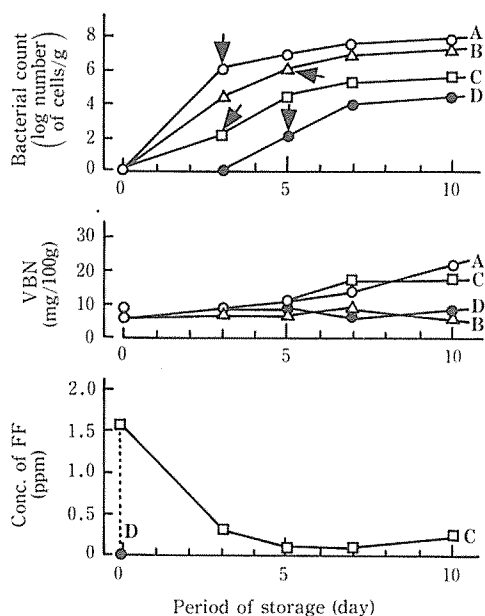 Bacterial count
(log number
of cells/g)
8
6
4
2
0
A
B
C
D
0
5
10
VBN
(mg/100g)
30
20
10
0
A
C
D
B
0
5
10
Conc. of FF
(ppm)
2.0
1.5
1.0
0.5
0
D
C
0
5
10
Period of storage (day)